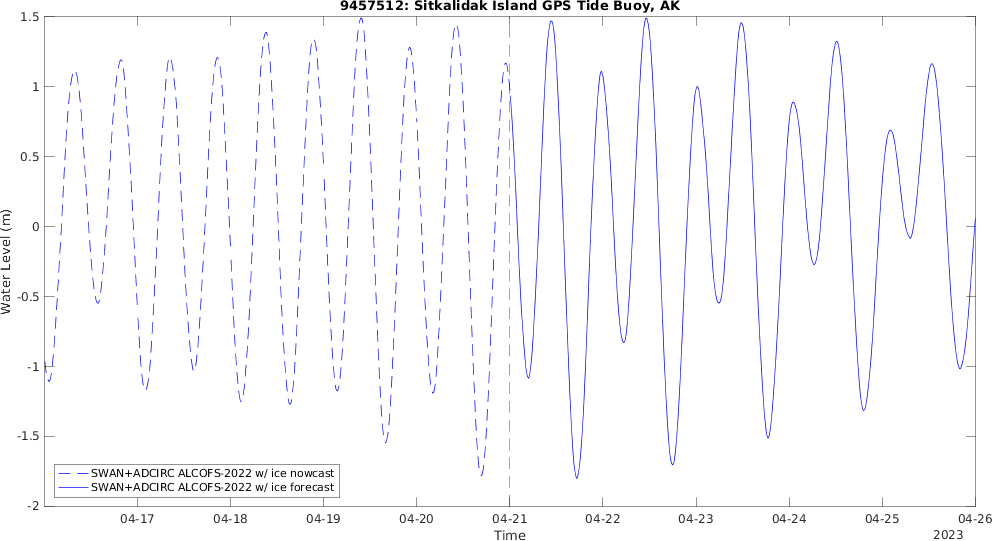 9457512: Sitkalidak Island GPS Tide Buoy, AK
Water Level (m)
1.5
1
0.5
0
-0.5
-1
-1.5
-2
SWAN+ADCIRC ALCOFS-2022 w/ ice nowcast
SWAN+ADCIRC ALCOFS-2022 w/ ice forecast
04-17 04-18 04-19 04-20 04-21 04-22 04-23 04-24 04-25 04-26
Time
2023